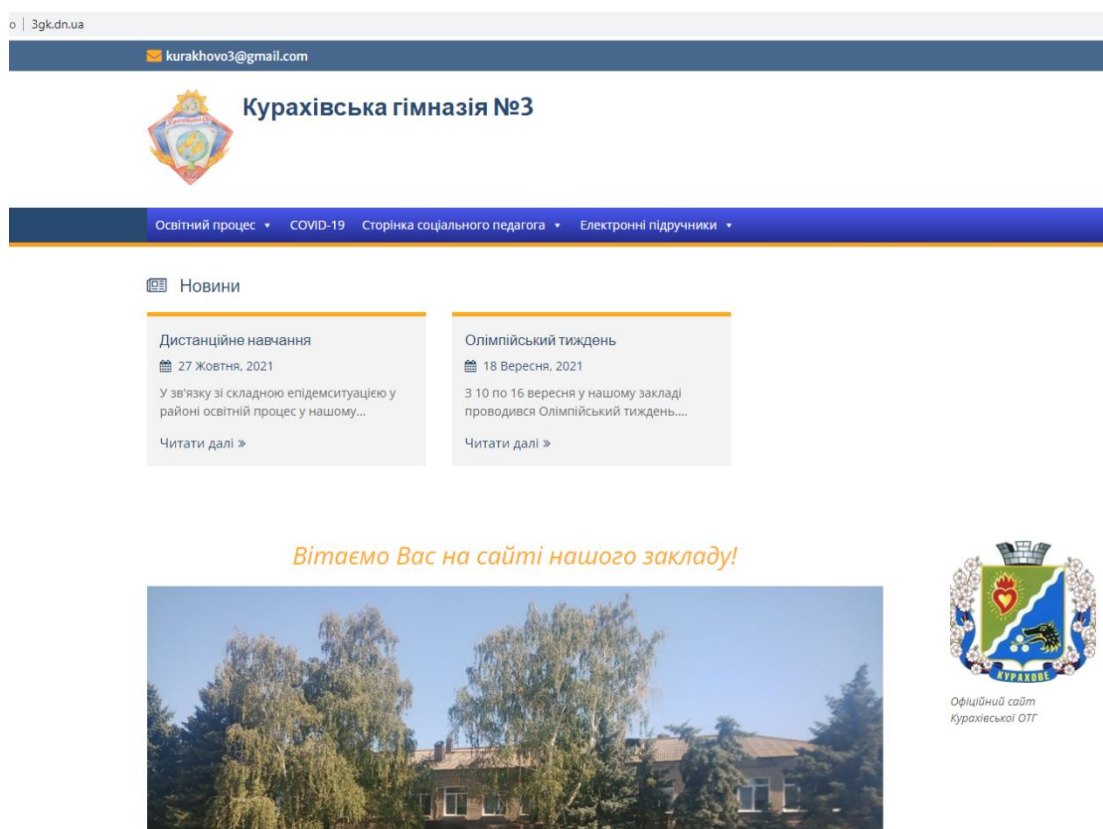 о 3gk.dn.ua
kurakhovo3@gmail.com
Курахівська гімназія №3
Освітний процес COVID-19 Сторінка соціального педагога Електронні підручники
Новини
Дистанційне навчання
27 Жовтня, 2021
У зв'язку зі складною епідемситуацією у
районі освітній процес у нашому...
Читати далі »
Олімпійський тиждень
18 Вересня, 2021
З 10 по 16 вересня у нашому закладі
проводився Олімпійський тиждень....
Читати далі »
Вітаємо Вас на сайті нашого закладу!
КУРАХОВЕ
Офіційний сайт
Курахівської ОТГ